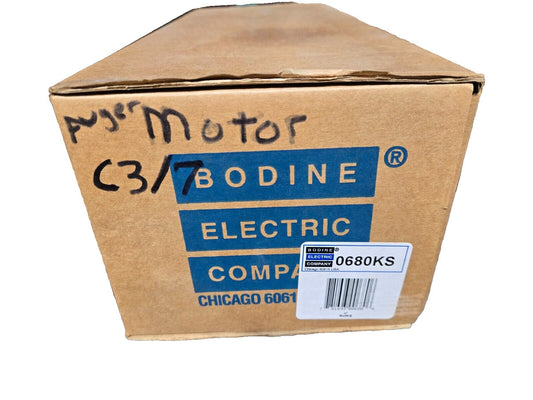 Auger Motor
C3/7
BODINE ®
ELECTRIC
COMPA
CHICAGO 6061
BODINE ®
ELECTRIC
COMPANY
0680KS